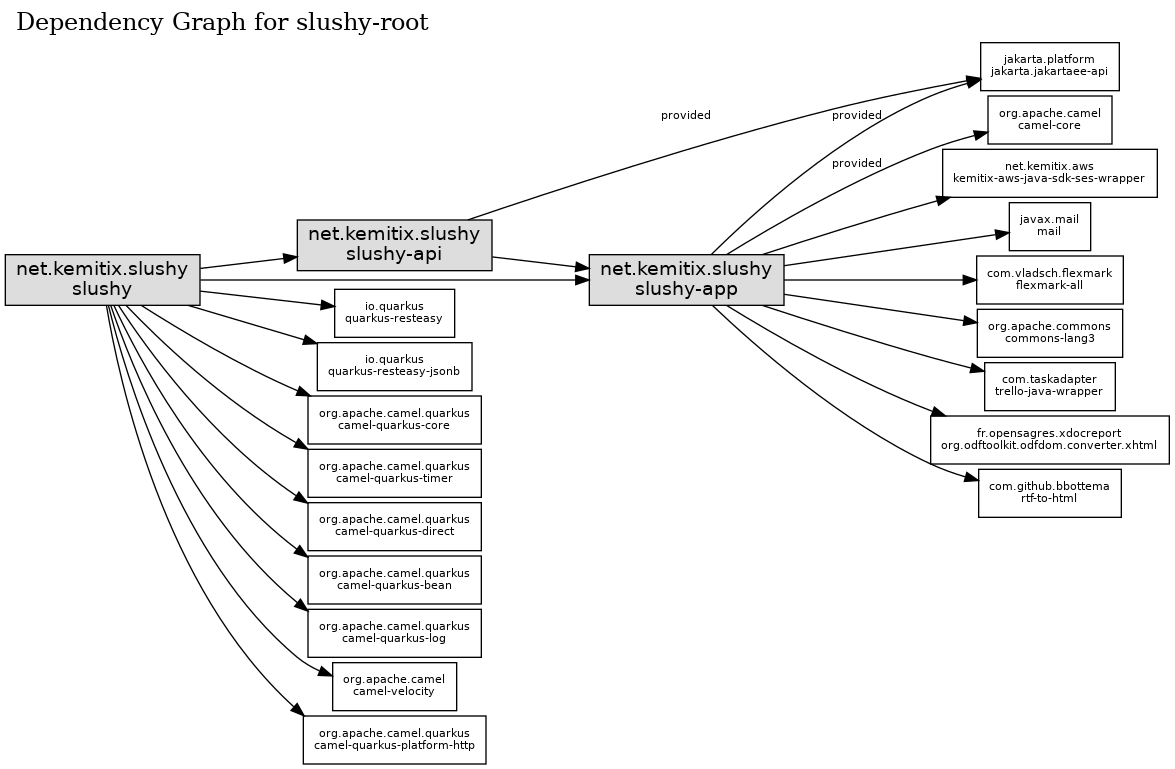 Dependency Graph for slushy-root
jakarta.platform
jakarta.jakartaee-api
provided
provided
org.apache.camel
camel-core
provided
net.kemitix.aws
kemitix-aws-java-sdk-ses-wrapper
javax.mail
mail
net.kemitix.slushy
slushy-api
net.kemitix.slushy
slushy
net.kemitix.slushy
slushy-app
com.vladsch.flexmark
flexmark-all
io.quarkus
quarkus-resteasy
org.apache.commons
commons-lang3
io.quarkus
quarkus-resteasy-jsonb
com.taskadapter
trello-java-wrapper
org.apache.camel.quarkus
camel-quarkus-core
fr.opensagres.xdocreport
org.odftoolkit.odfdom.converter.xhtml
org.apache.camel.quarkus
camel-quarkus-timer
com.github.bbottema
rtf-to-html
org.apache.camel.quarkus
camel-quarkus-direct
org.apache.camel.quarkus
camel-quarkus-bean
org.apache.camel.quarkus
camel-quarkus-log
org.apache.camel
camel-velocity
org.apache.camel.quarkus
camel-quarkus-platform-http